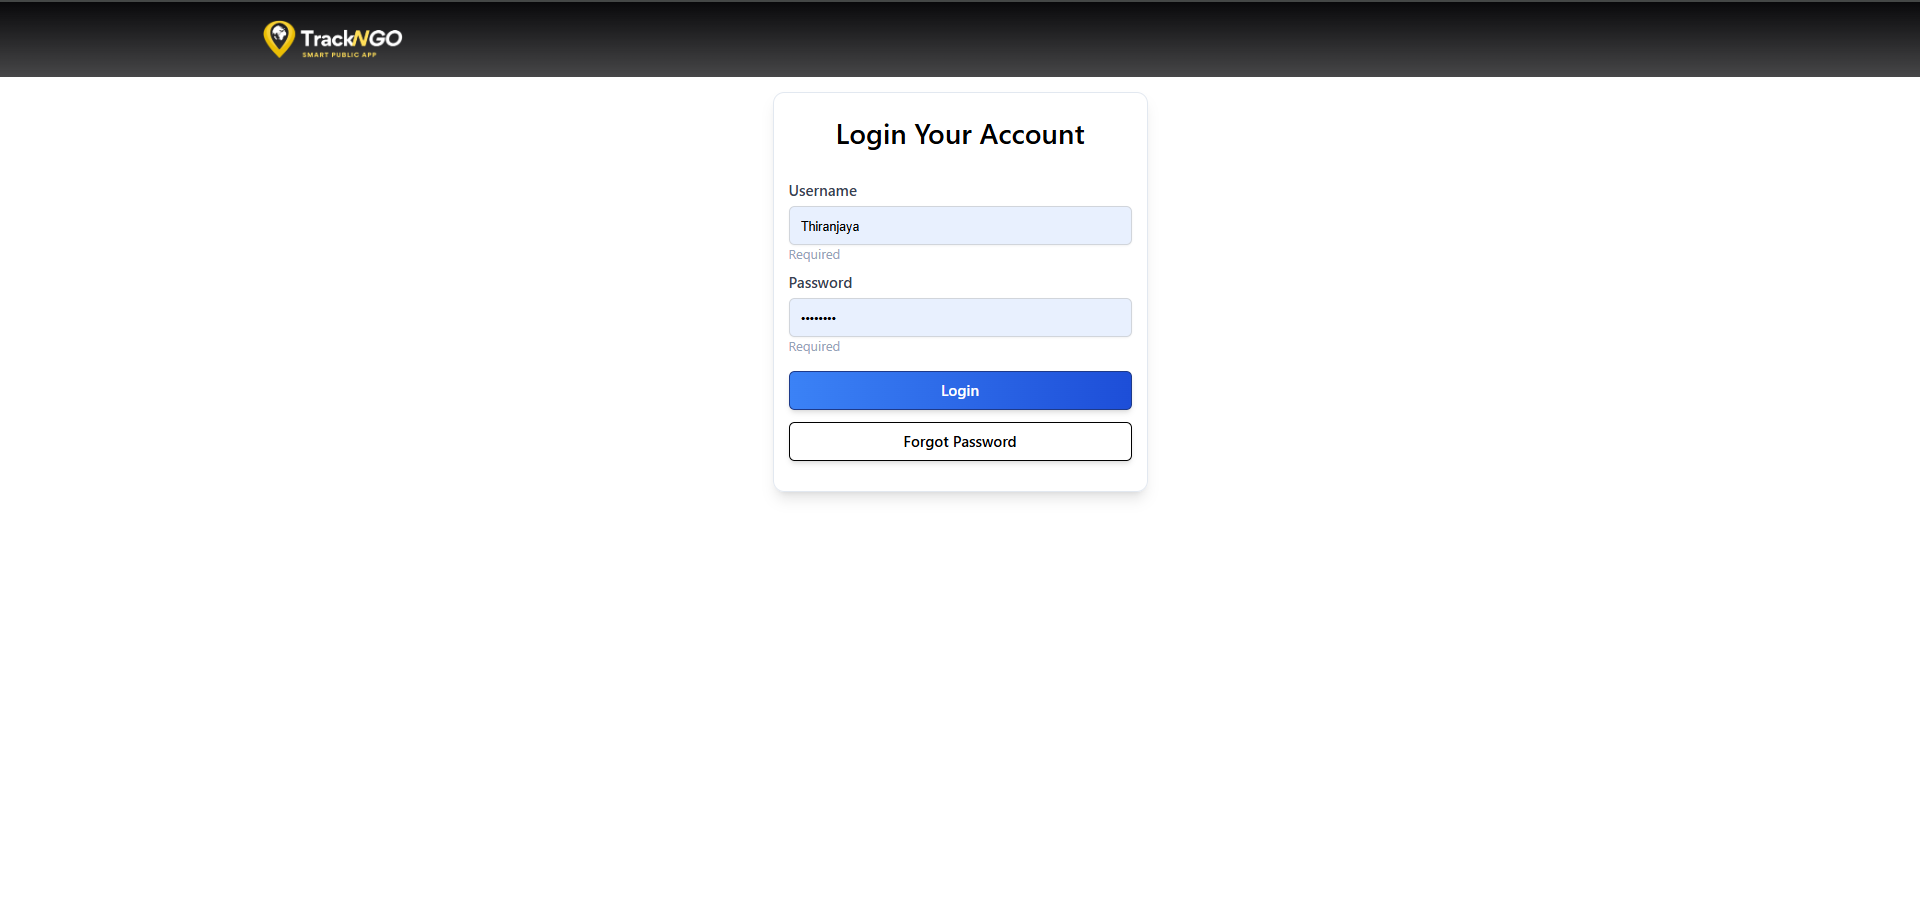 TrackNGO
SMART PUBLIC APP
Login Your Account
Username
Thiranjaya
Required
Password
••••••••
Required
Login
Forgot Password